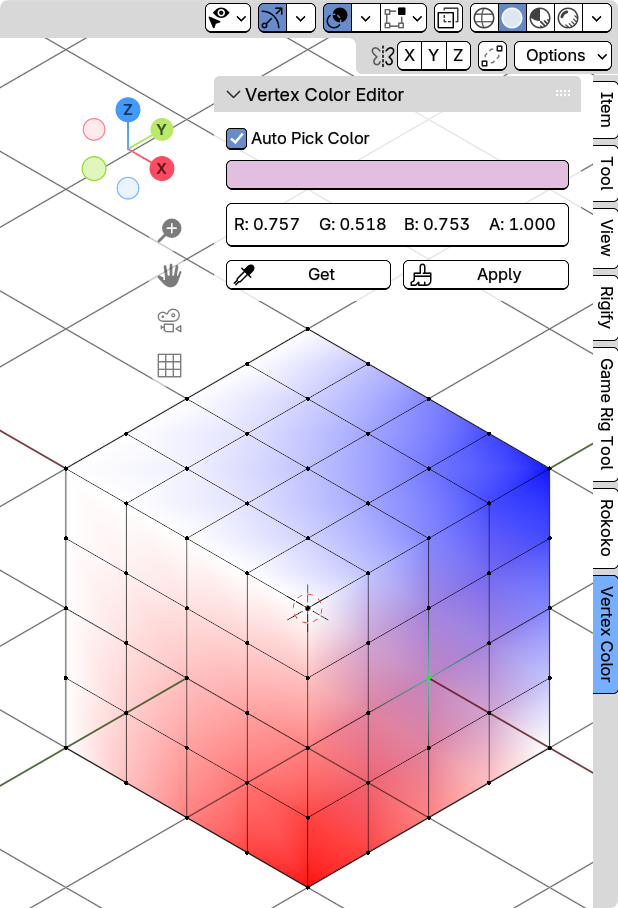 X Y Z Options
Vertex Color Editor
Z
Y
X
Auto Pick Color
R: 0.757 G: 0.518 B: 0.753 A: 1.000
Get Apply
Item
Tool
View
Rigify
Game Rig Tool
Rokoko
Vertex Color